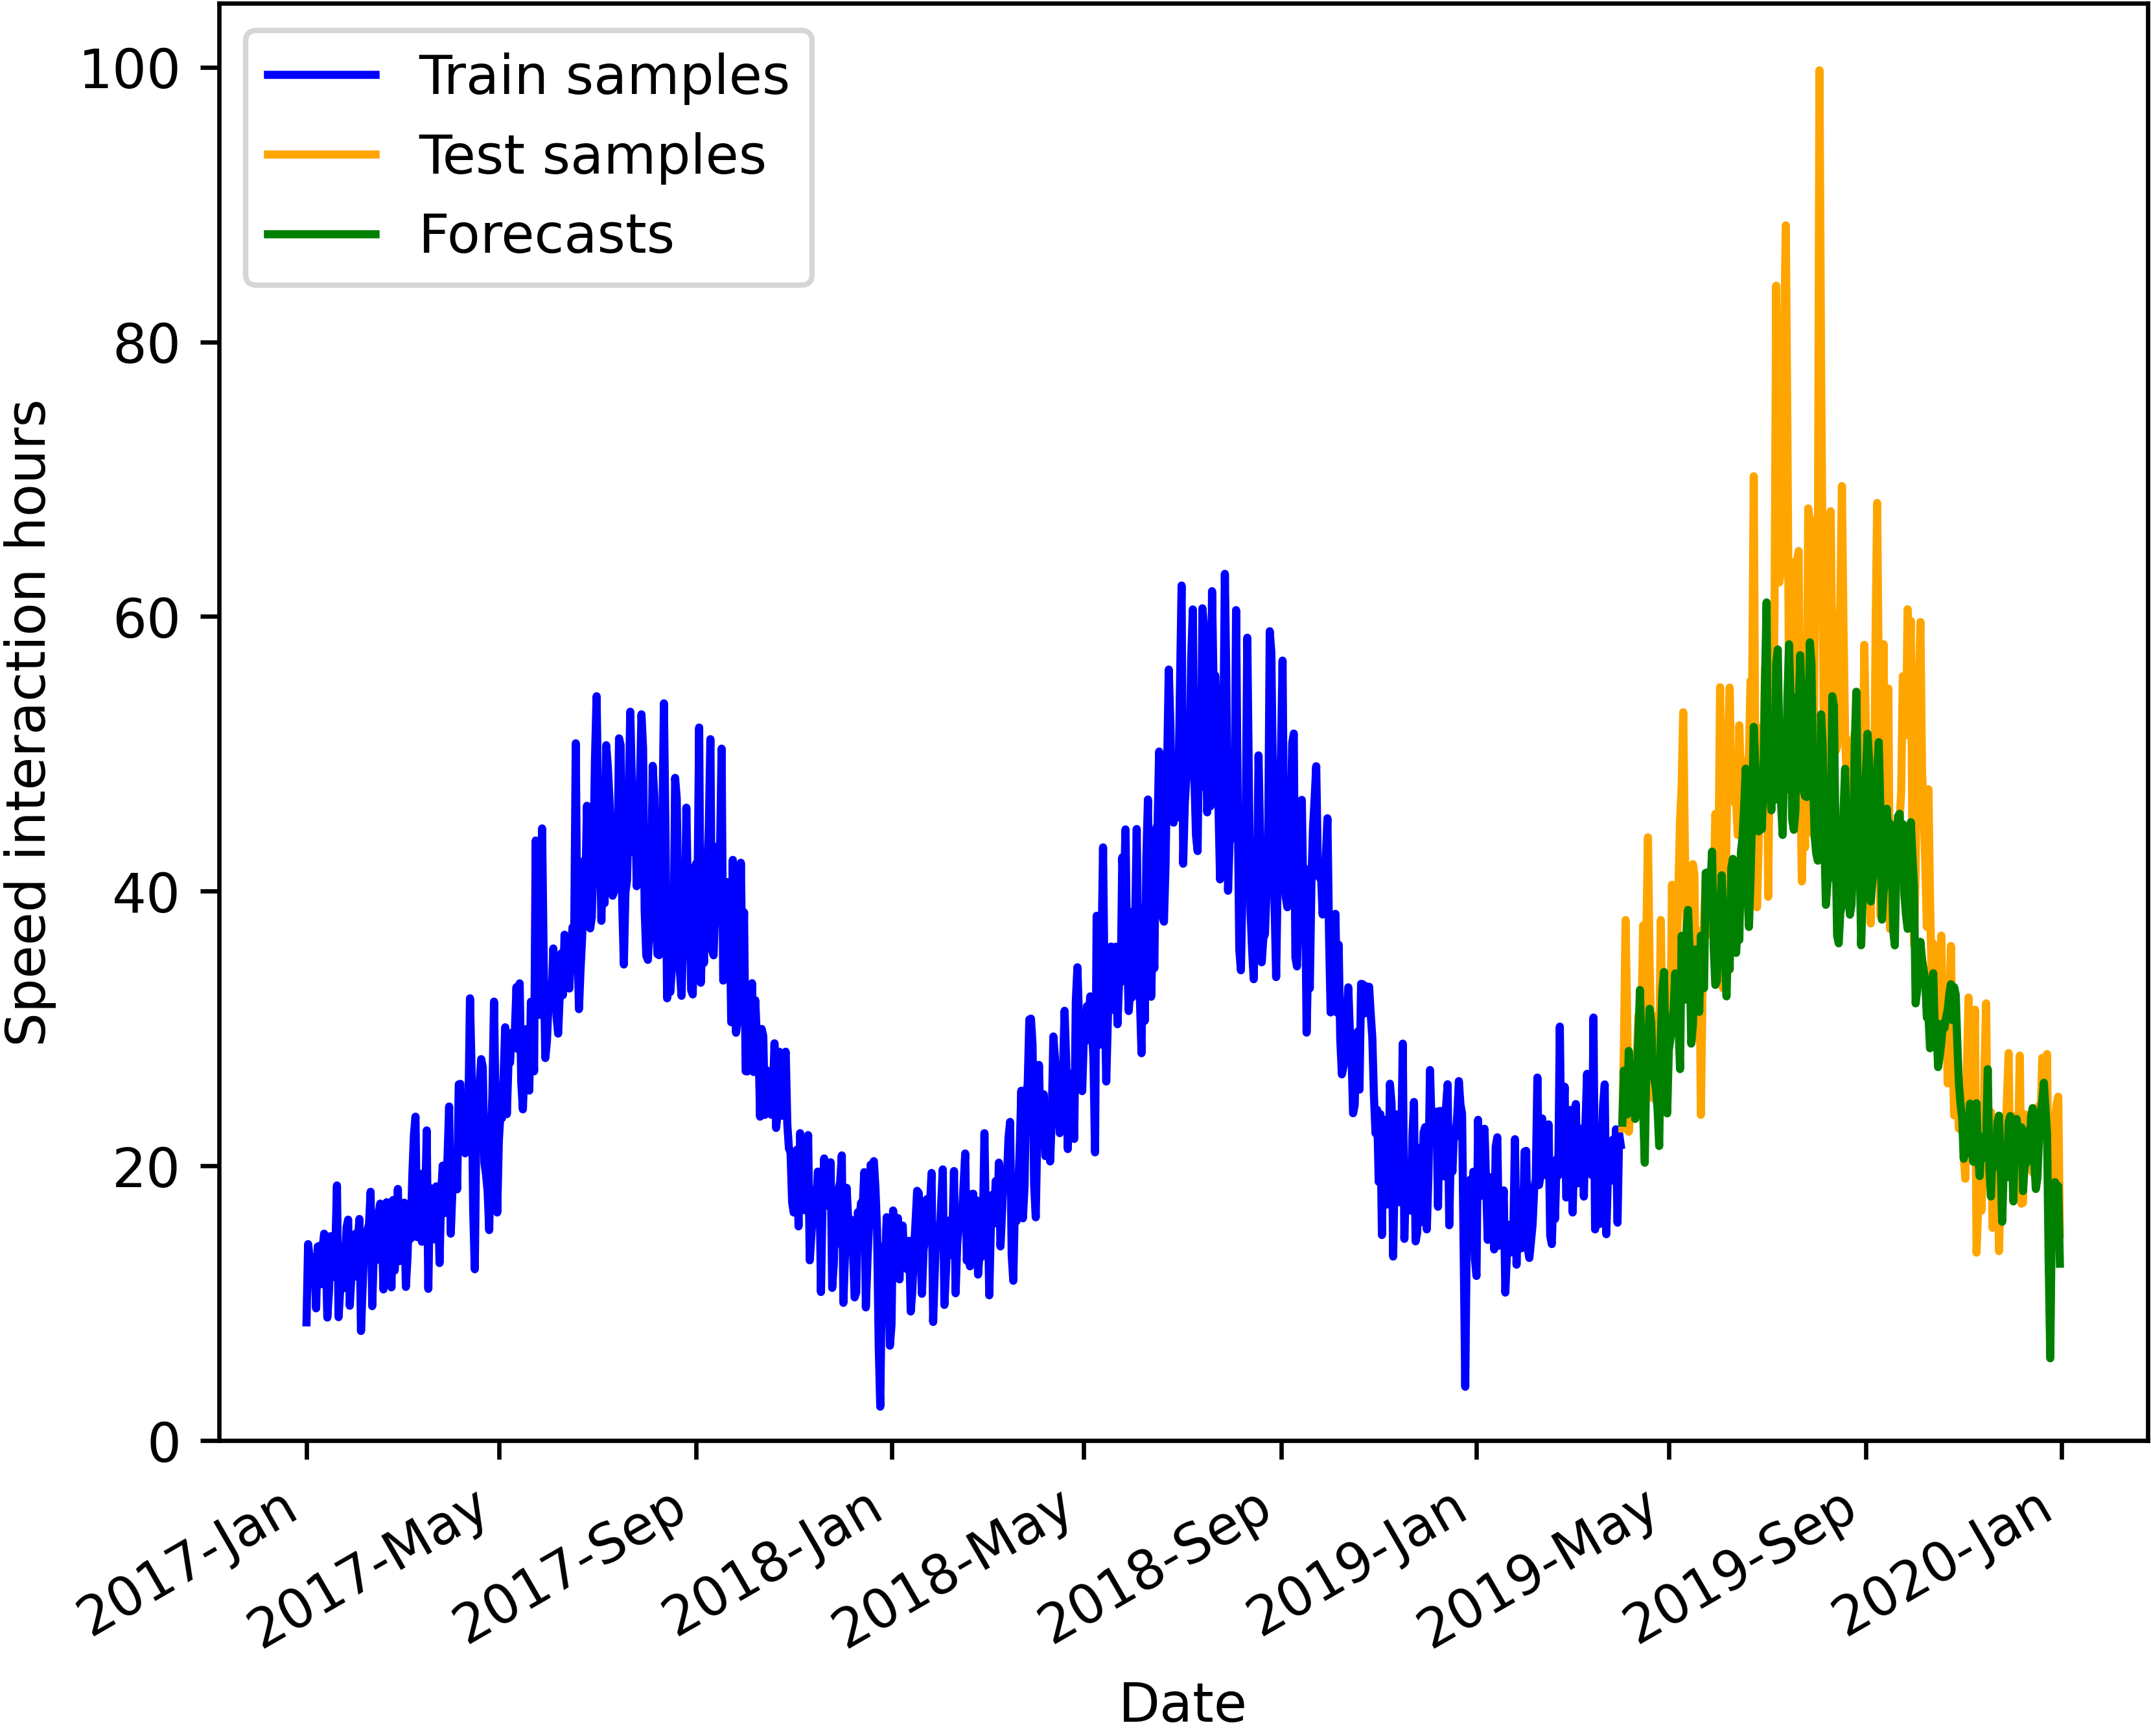 100
80
60
40
20
0
Speed interaction hours
Train samples
Test samples
Forecasts
2017-Jan
2017-May
2017-Sep
2018-Jan
2018-May
2018-Sep
2019-Jan
2019-May
2019-Sep
2020-Jan
Date